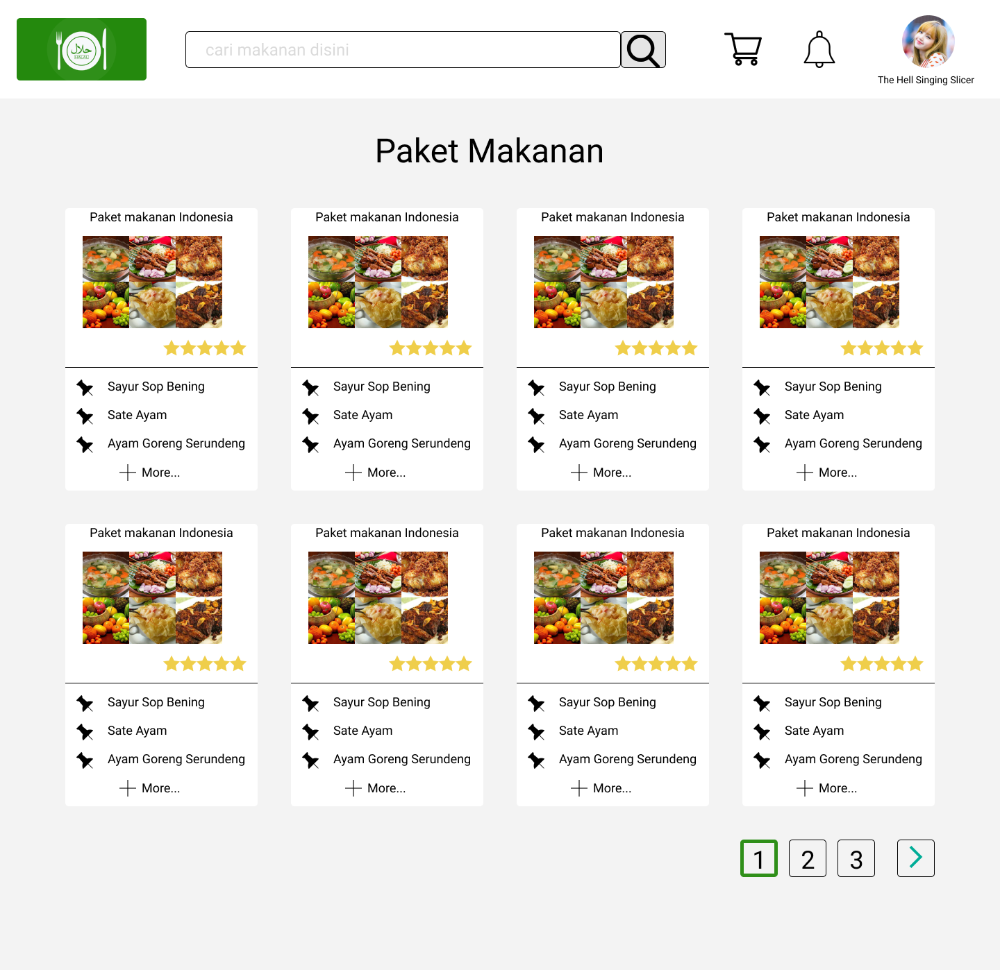 حلال
HALAL
cari makanan disini
The Hell Singing Slicer
Paket Makanan
Paket makanan Indonesia
Sayur Sop Bening
Sate Ayam
Ayam Goreng Serundeng
More...
Paket makanan Indonesia
Sayur Sop Bening
Sate Ayam
Ayam Goreng Serundeng
More...
Paket makanan Indonesia
Sayur Sop Bening
Sate Ayam
Ayam Goreng Serundeng
More...
Paket makanan Indonesia
Sayur Sop Bening
Sate Ayam
Ayam Goreng Serundeng
More...
Paket makanan Indonesia
Sayur Sop Bening
Sate Ayam
Ayam Goreng Serundeng
More...
Paket makanan Indonesia
Sayur Sop Bening
Sate Ayam
Ayam Goreng Serundeng
More...
Paket makanan Indonesia
Sayur Sop Bening
Sate Ayam
Ayam Goreng Serundeng
More...
Paket makanan Indonesia
Sayur Sop Bening
Sate Ayam
Ayam Goreng Serundeng
More...
1 2 3